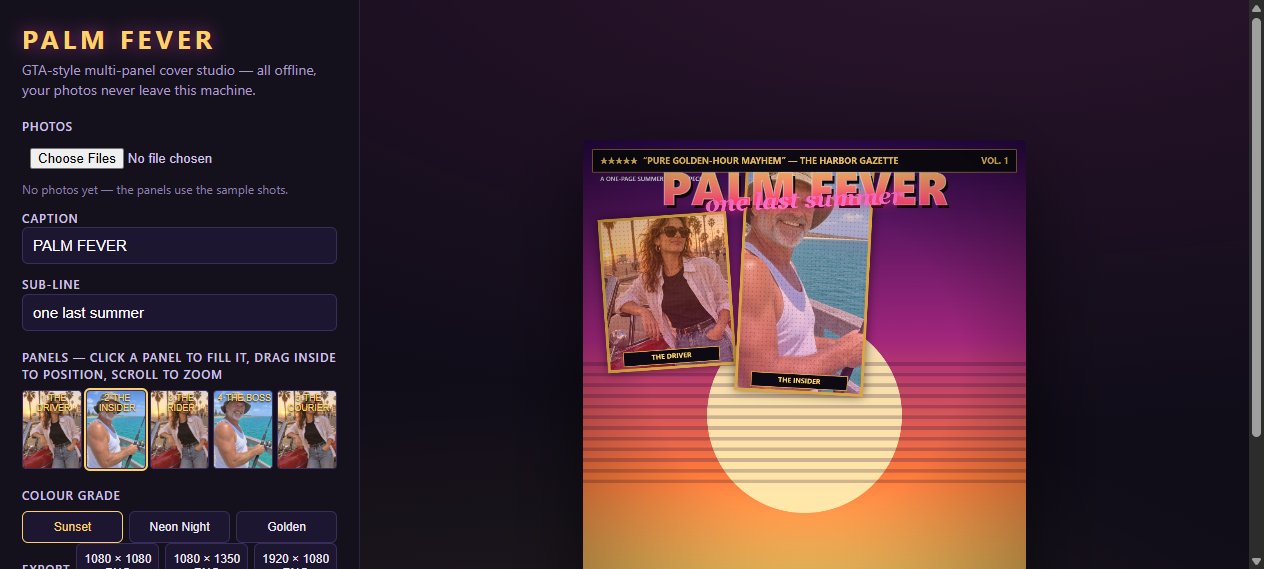 PALM FEVER
GTA-style multi-panel cover studio — all offline,
your photos never leave this machine.
PHOTOS
Choose Files No file chosen
No photos yet — the panels use the sample shots.
CAPTION
PALM FEVER
SUB-LINE
one last summer
PANELS — CLICK A PANEL TO FILL IT, DRAG INSIDE
TO POSITION, SCROLL TO ZOOM
THE DRIVER
2 THE INSIDER
THE RIDER
4 THE BOSS
THE COURIER
COLOUR GRADE
Sunset Neon Night Golden
EXPORT
1080 × 1080 1080 × 1350 1920 × 1080
★★★★★ “PURE GOLDEN-HOUR MAYHEM” — THE HARBOR GAZETTE VOL. 1
A ONE-PAGE SUMMER
PALM FEVER
one last summer
THE DRIVER
THE INSIDER